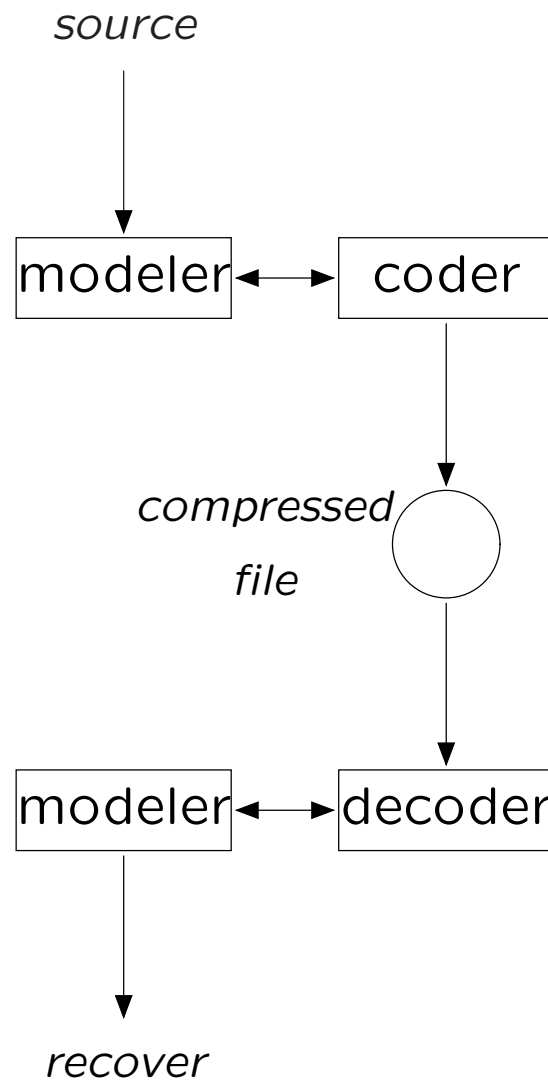 source
modeler
coder
compressed
file
modeler
decoder
recover